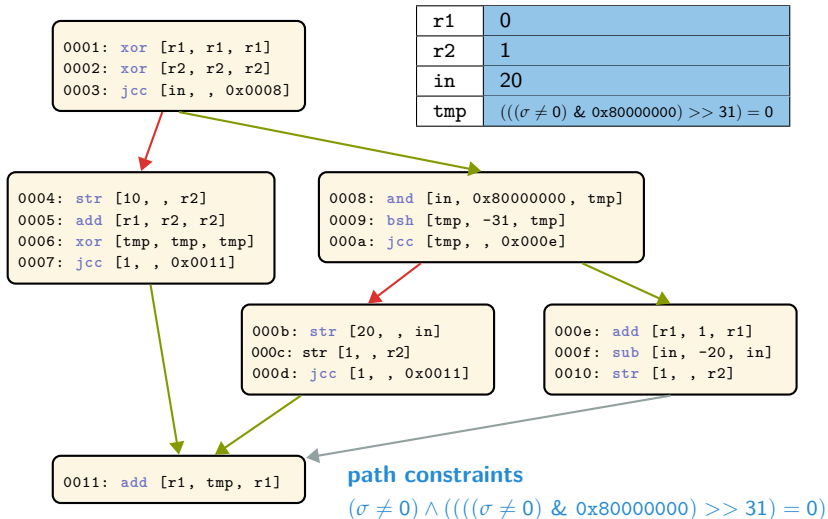 r1 0
r2 1
in 20
tmp (((σ ≠ 0) & 0x80000000) >> 31) = 0
0001: xor [r1, r1, r1]
0002: xor [r2, r2, r2]
0003: jcc [in, , 0x0008]
0004: str [10, , r2]
0005: add [r1, r2, r2]
0006: xor [tmp, tmp, tmp]
0007: jcc [1, , 0x0011]
0008: and [in, 0x80000000, tmp]
0009: bsh [tmp, -31, tmp]
000a: jcc [tmp, , 0x000e]
000b: str [20, , in]
000c: str [1, , r2]
000d: jcc [1, , 0x0011]
000e: add [r1, 1, r1]
000f: sub [in, -20, in]
0010: str [1, , r2]
0011: add [r1, tmp, r1]
path constraints
(σ ≠ 0) ∧ ((((σ ≠ 0) & 0x80000000) >> 31) = 0)